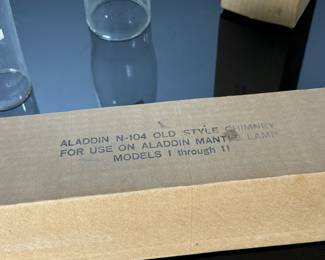 ALADDIN N-104 OLD STYLE CHIMNEY
FOR USE ON ALADDIN MANTLE LAMP
MODELS 1 through 11